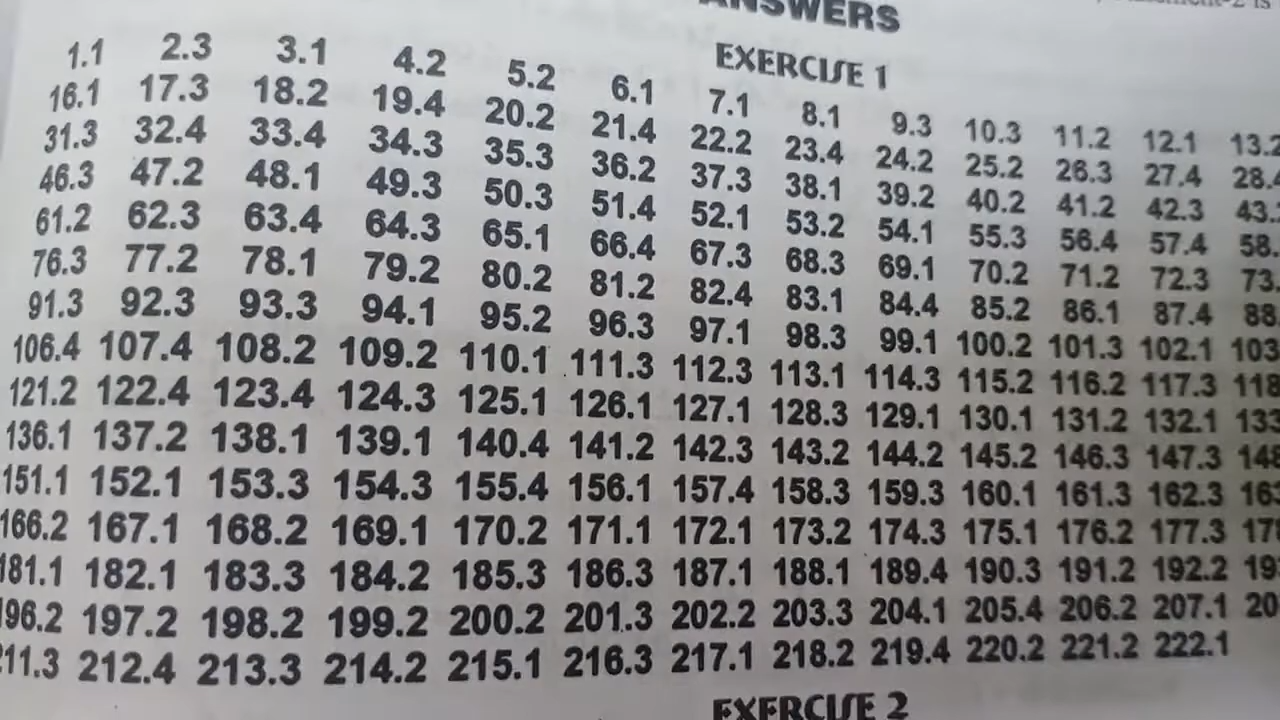 ANSWERS
EXERCISE 1
1.1 2.3 3.1 4.2 5.2 6.1 7.1 8.1 9.3 10.3 11.2 12.1 13.2
16.1 17.3 18.2 19.4 20.2 21.4 22.2 23.4 24.2 25.2 26.3 27.4 28.4
31.3 32.4 33.4 34.3 35.3 36.2 37.3 38.1 39.2 40.2 41.2 42.3 43.
46.3 47.2 48.1 49.3 50.3 51.4 52.1 53.2 54.1 55.3 56.4 57.4 58.
61.2 62.3 63.4 64.3 65.1 66.4 67.3 68.3 69.1 70.2 71.2 72.3 73.
76.3 77.2 78.1 79.2 80.2 81.2 82.4 83.1 84.4 85.2 86.1 87.4 88
91.3 92.3 93.3 94.1 95.2 96.3 97.1 98.3 99.1 100.2 101.3 102.1 103
106.4 107.4 108.2 109.2 110.1 111.3 112.3 113.1 114.3 115.2 116.2 117.3 118
121.2 122.4 123.4 124.3 125.1 126.1 127.1 128.3 129.1 130.1 131.2 132.1 133
136.1 137.2 138.1 139.1 140.4 141.2 142.3 143.2 144.2 145.2 146.3 147.3 148
151.1 152.1 153.3 154.3 155.4 156.1 157.4 158.3 159.3 160.1 161.3 162.3 163
166.2 167.1 168.2 169.1 170.2 171.1 172.1 173.2 174.3 175.1 176.2 177.3 178
181.1 182.1 183.3 184.2 185.3 186.3 187.1 188.1 189.4 190.3 191.2 192.2 19
196.2 197.2 198.2 199.2 200.2 201.3 202.2 203.3 204.1 205.4 206.2 207.1 20
11.3 212.4 213.3 214.2 215.1 216.3 217.1 218.2 219.4 220.2 221.2 222.1
EXERCISE 2